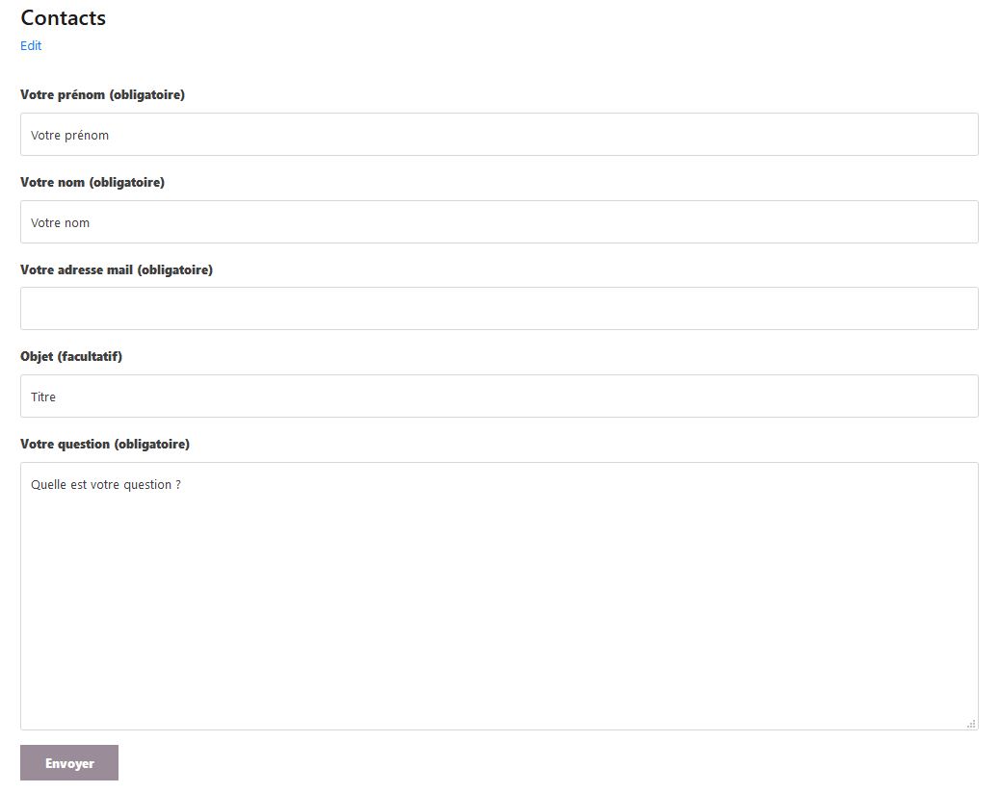 Contacts
Edit
Votre prénom (obligatoire)
Votre prénom
Votre nom (obligatoire)
Votre nom
Votre adresse mail (obligatoire)
Objet (facultatif)
Titre
Votre question (obligatoire)
Quelle est votre question ?
Envoyer